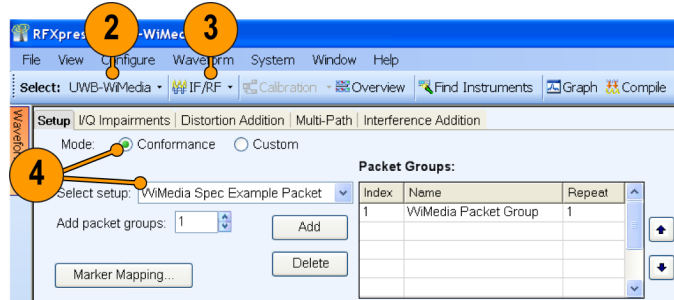 RFXpres -WiMed
2 3
File View Configure Waveform System Window Help
Select: UWB-WiMedia IF/RF Calibration Overview Find Instruments Graph Compile
Setup I/Q Impairments Distortion Addition Multi-Path Interference Addition
Mode: Conformance Custom
4
Packet Groups:
Select setup: WiMedia Spec Example Packet
Index Name Repeat
1 WiMedia Packet Group 1
Add packet groups: 1
Add
Delete
Marker Mapping...